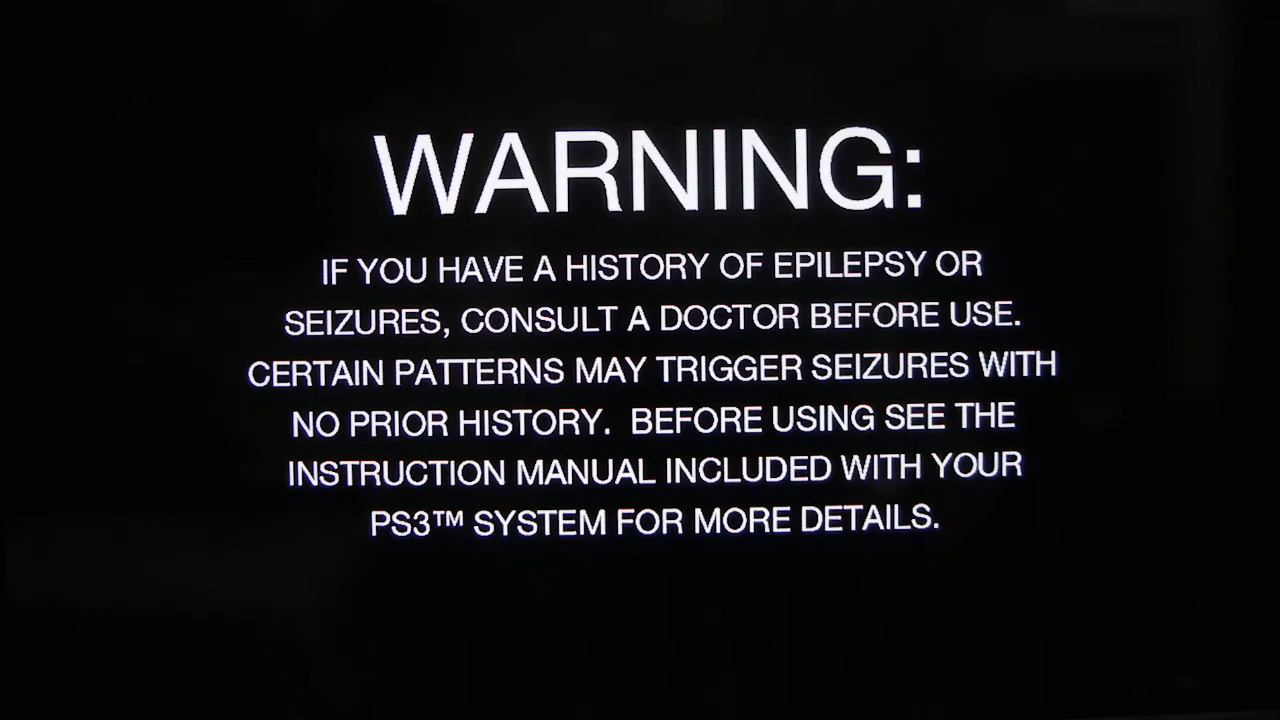 WARNING:
IF YOU HAVE A HISTORY OF EPILEPSY OR
SEIZURES, CONSULT A DOCTOR BEFORE USE.
CERTAIN PATTERNS MAY TRIGGER SEIZURES WITH
NO PRIOR HISTORY.  BEFORE USING SEE THE
INSTRUCTION MANUAL INCLUDED WITH YOUR
PS3™ SYSTEM FOR MORE DETAILS.